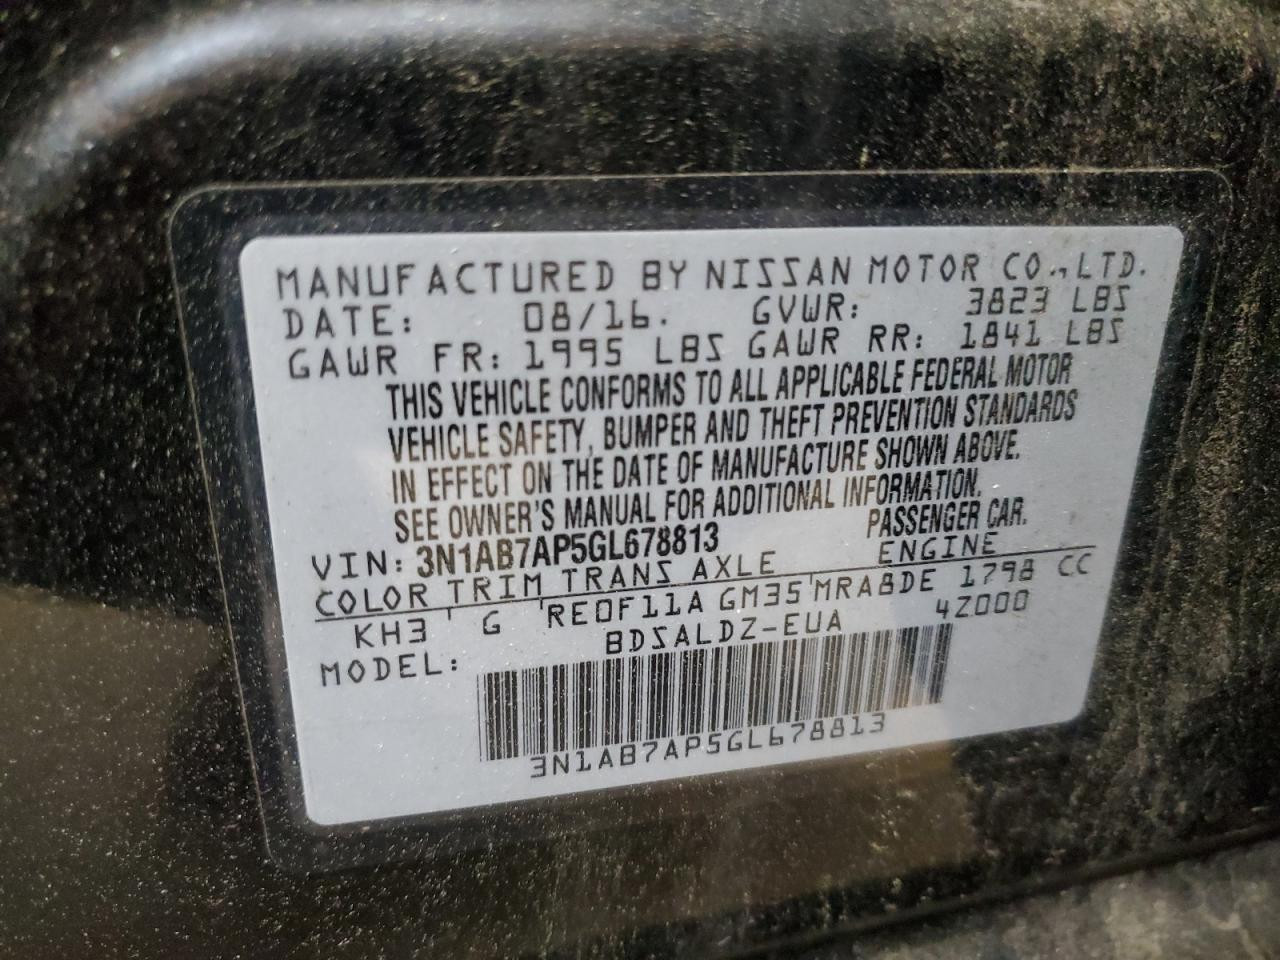 MANUFACTURED BY NISSAN MOTOR CO.,LTD.
DATE: 08/16. GVWR: 3823 LBS
GAWR FR: 1995 LBS GAWR RR: 1841 LBS
THIS VEHICLE CONFORMS TO ALL APPLICABLE FEDERAL MOTOR
VEHICLE SAFETY, BUMPER AND THEFT PREVENTION STANDARDS
IN EFFECT ON THE DATE OF MANUFACTURE SHOWN ABOVE.
SEE OWNER'S MANUAL FOR ADDITIONAL INFORMATION.
VIN: 3N1AB7AP5GL678813 PASSENGER CAR.
COLOR TRIM TRANS AXLE ENGINE
KH3 G RE0F11A GM35 MRA8DE 1798 CC
MODEL: BDSALDZ-EUA 4Z000
3N1AB7AP5GL678813